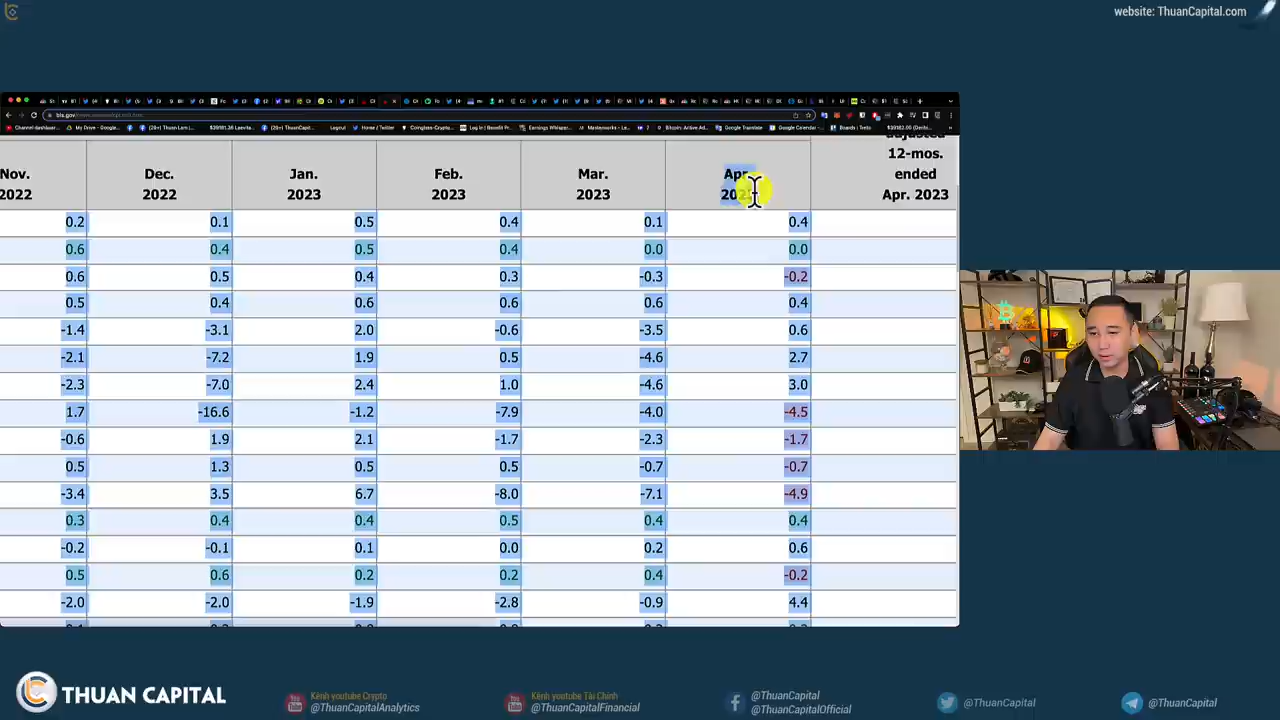 website: ThuanCapital.com
bls.gov
adjusted
12-mos.
ended
Apr. 2023
Nov. 2022
Dec. 2022
Jan. 2023
Feb. 2023
Mar. 2023
Apr.
0.2 0.1 0.5 0.4 0.1 0.4
0.6 0.4 0.5 0.4 0.0 0.0
0.6 0.5 0.4 0.3 -0.3 -0.2
0.5 0.4 0.6 0.6 0.6 0.4
-1.4 -3.1 2.0 -0.6 -3.5 0.6
-2.1 -7.2 1.9 0.5 -4.6 2.7
-2.3 -7.0 2.4 1.0 -4.6 3.0
1.7 -16.6 -1.2 -7.9 -4.0 -4.5
-0.6 1.9 2.1 -1.7 -2.3 -1.7
0.5 1.3 0.5 0.5 -0.7 -0.7
-3.4 3.5 6.7 -8.0 -7.1 -4.9
0.3 0.4 0.4 0.5 0.4 0.4
-0.2 -0.1 0.1 0.0 0.2 0.6
0.5 0.6 0.2 0.2 0.4 -0.2
-2.0 -2.0 -1.9 -2.8 -0.9 4.4
THUAN CAPITAL
Kênh youtube Crypto
@ThuanCapitalAnalytics
Kênh youtube Tài Chính
@ThuanCapitalFinancial
@ThuanCapital
@ThuanCapitalOfficial
@ThuanCapital
@ThuanCapital